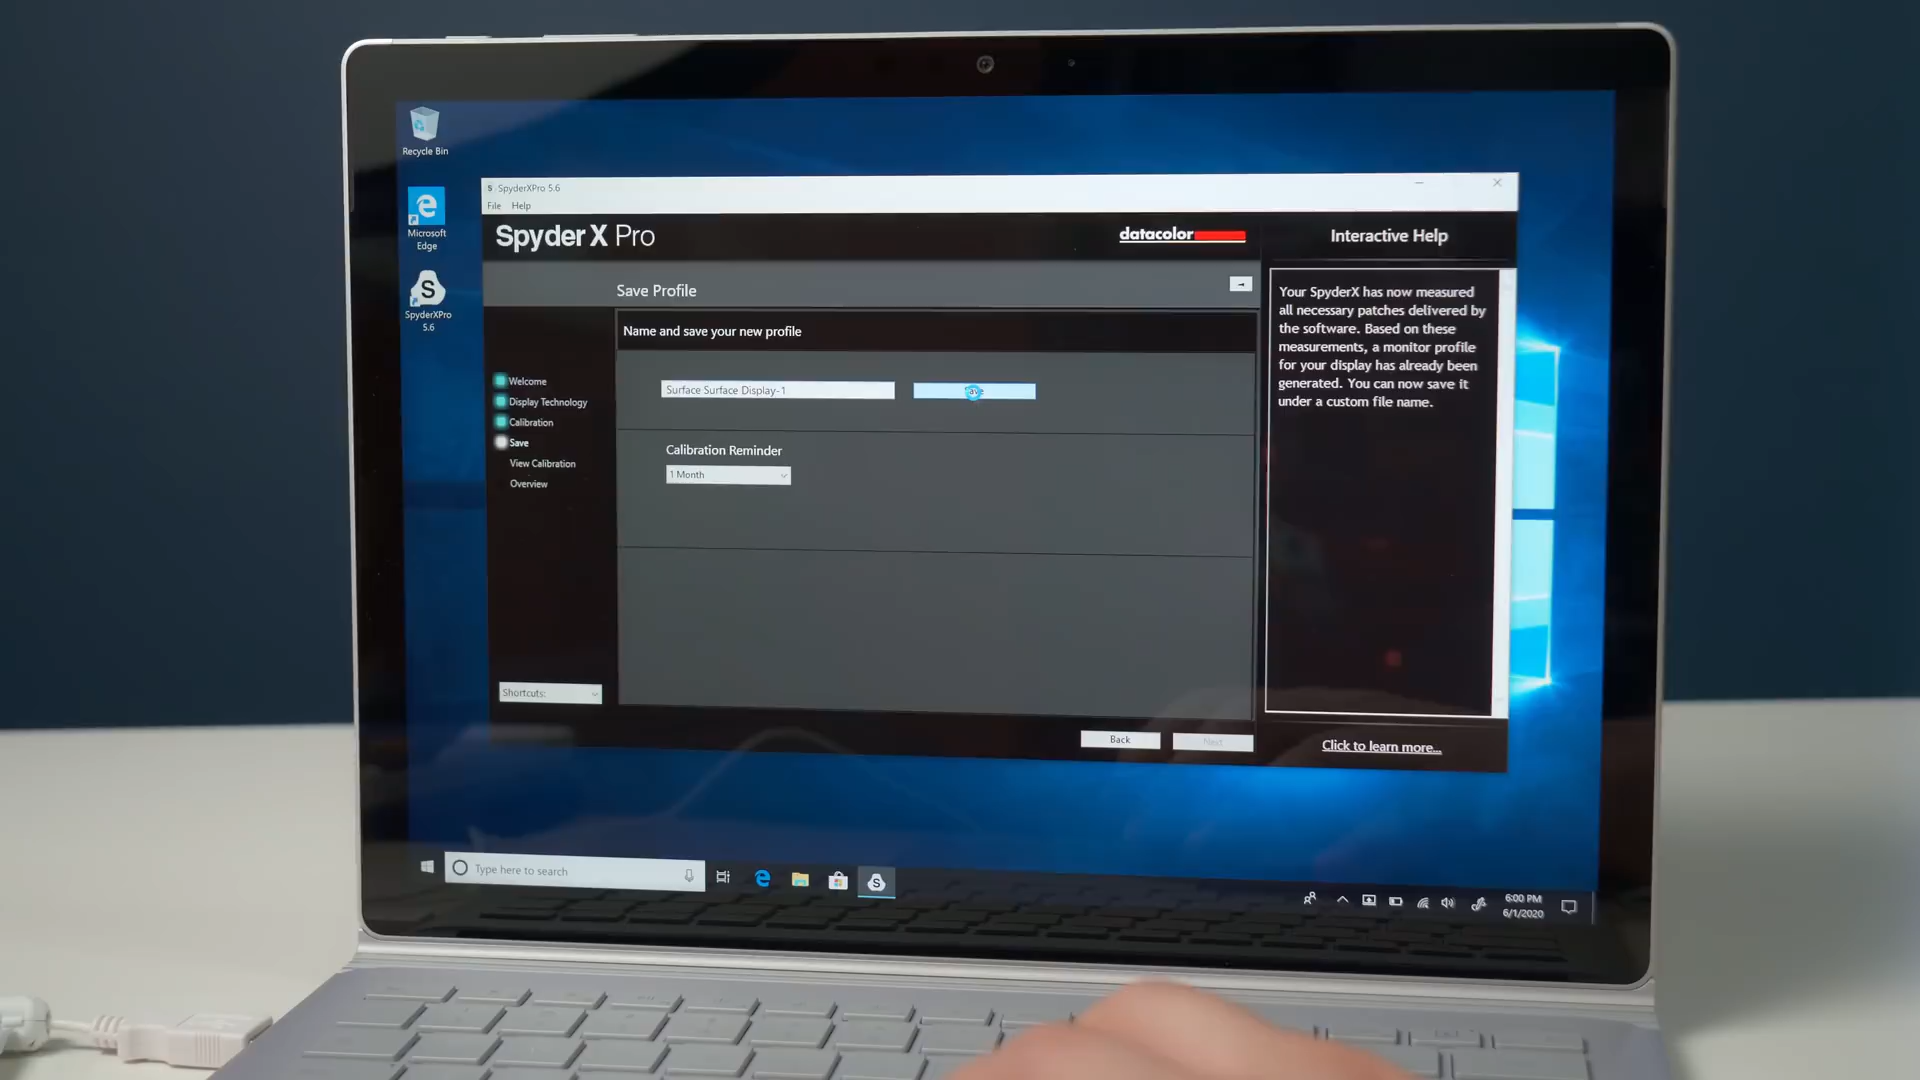 Recycle Bin
Microsoft
Edge
S
SpyderXPro
5.6
S SpyderXPro 5.6
File Help
Spyder X Pro
datacolor
Interactive Help
Save Profile
Name and save your new profile
Welcome
Display Technology
Calibration
Save
View Calibration
Overview
Surface Surface Display-1
Calibration Reminder
1 Month
Shortcuts:
Back
Next
Your SpyderX has now measured
all necessary patches delivered by
the software. Based on these
measurements, a monitor profile
for your display has already been
generated. You can now save it
under a custom file name.
Click to learn more...
Type here to search
S
6:00 PM
6/1/2020